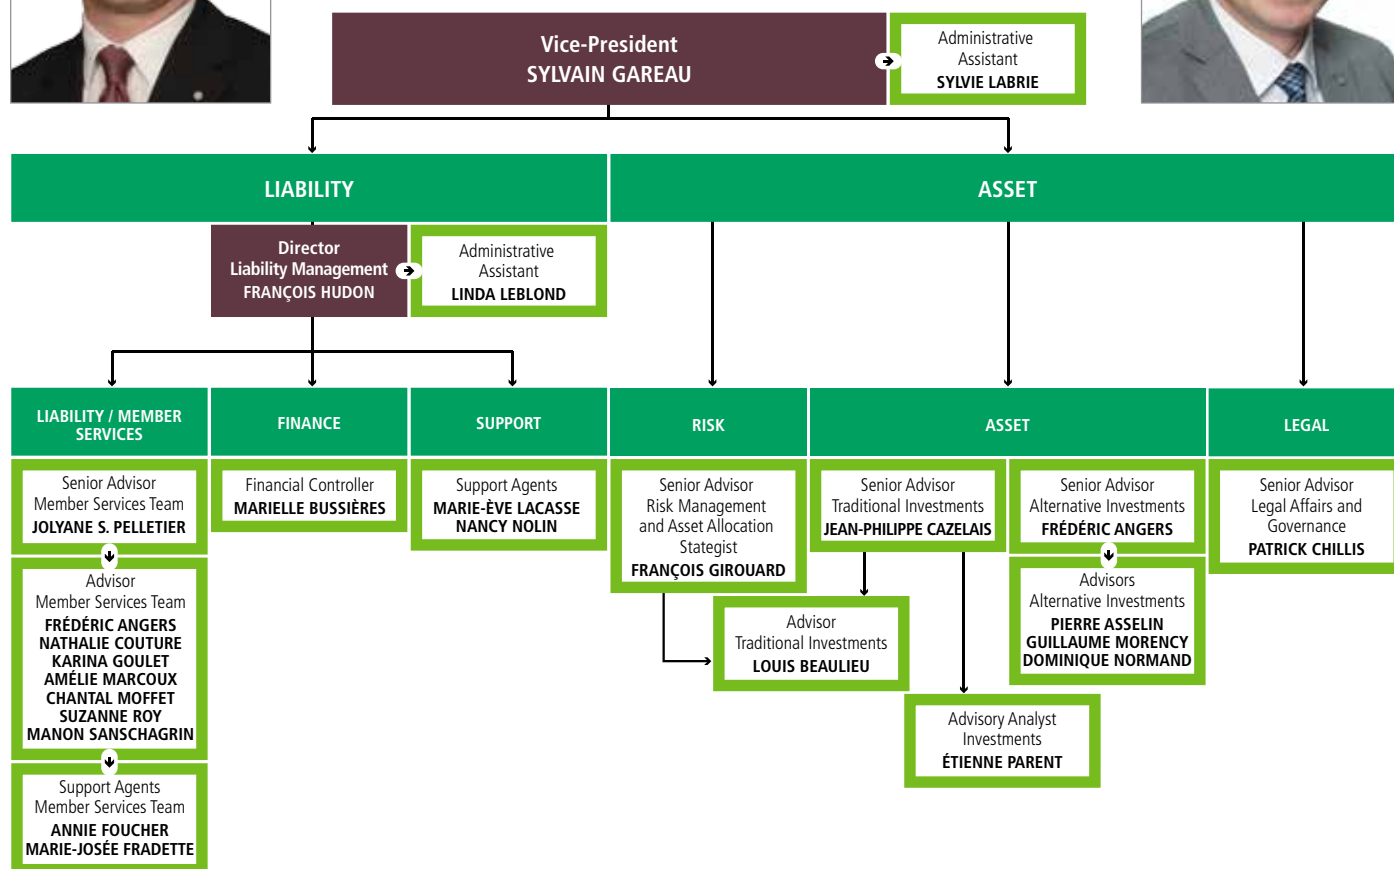 Vice-President
SYLVAIN GAREAU
Administrative
Assistant
SYLVIE LABRIE
LIABILITY
ASSET
Director
Liability Management
FRANÇOIS HUDON
Administrative
Assistant
LINDA LEBLOND
LIABILITY / MEMBER
SERVICES
FINANCE
SUPPORT
RISK
ASSET
LEGAL
Senior Advisor
Member Services Team
JOLYANE S. PELLETIER
Financial Controller
MARIELLE BUSSIÈRES
Support Agents
MARIE-ÈVE LACASSE
NANCY NOLIN
Senior Advisor
Risk Management
and Asset Allocation
Stategist
FRANÇOIS GIROUARD
Senior Advisor
Traditional Investments
JEAN-PHILIPPE CAZELAIS
Senior Advisor
Alternative Investments
FRÉDÉRIC ANGERS
Senior Advisor
Legal Affairs and
Governance
PATRICK CHILLIS
Advisor
Member Services Team
FRÉDÉRIC ANGERS
NATHALIE COUTURE
KARINA GOULET
AMÉLIE MARCOUX
CHANTAL MOFFET
SUZANNE ROY
MANON SANSCHAGRIN
Advisor
Traditional Investments
LOUIS BEAULIEU
Advisors
Alternative Investments
PIERRE ASSELIN
GUILLAUME MORENCY
DOMINIQUE NORMAND
Advisory Analyst
Investments
ÉTIENNE PARENT
Support Agents
Member Services Team
ANNIE FOUCHER
MARIE-JOSÉE FRADETTE